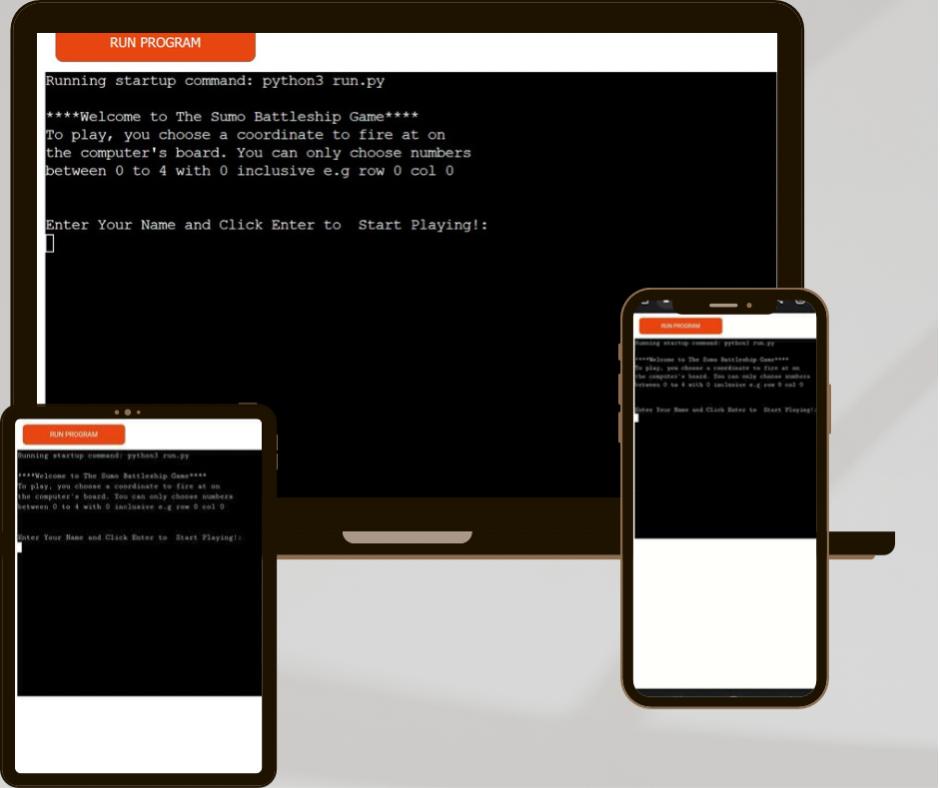 RUN PROGRAM
Running startup command: python3 run.py
****Welcome to The Sumo Battleship Game****
To play, you choose a coordinate to fire at on
the computer's board. You can only choose numbers
between 0 to 4 with 0 inclusive e.g row 0 col 0
Enter Your Name and Click Enter to  Start Playing!:
RUN PROGRAM
Running startup command: python3 run.py
****Welcome to The Sumo Battleship Game****
To play, you choose a coordinate to fire at on
the computer's board. You can only choose numbers
between 0 to 4 with 0 inclusive e.g row 0 col 0
Enter Your Name and Click Enter to  Start Playing!:
RUN PROGRAM
Running startup command: python3 run.py
****Welcome to The Sumo Battleship Game****
To play, you choose a coordinate to fire at on
the computer's board. You can only choose numbers
between 0 to 4 with 0 inclusive e.g row 0 col 0
Enter Your Name and Click Enter to  Start Playing!: